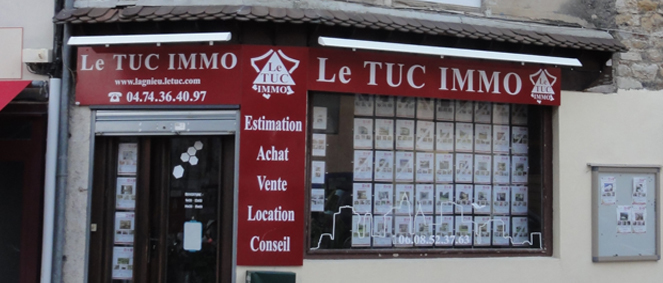 Le TUC IMMO
www.lagnieu.letuc.com
☎ 04.74.36.40.97
Le
TUC
IMMO
Estimation
Achat
Vente
Location
Conseil
Le TUC IMMO
Le
TUC
IMMO
06.08.52.37.63